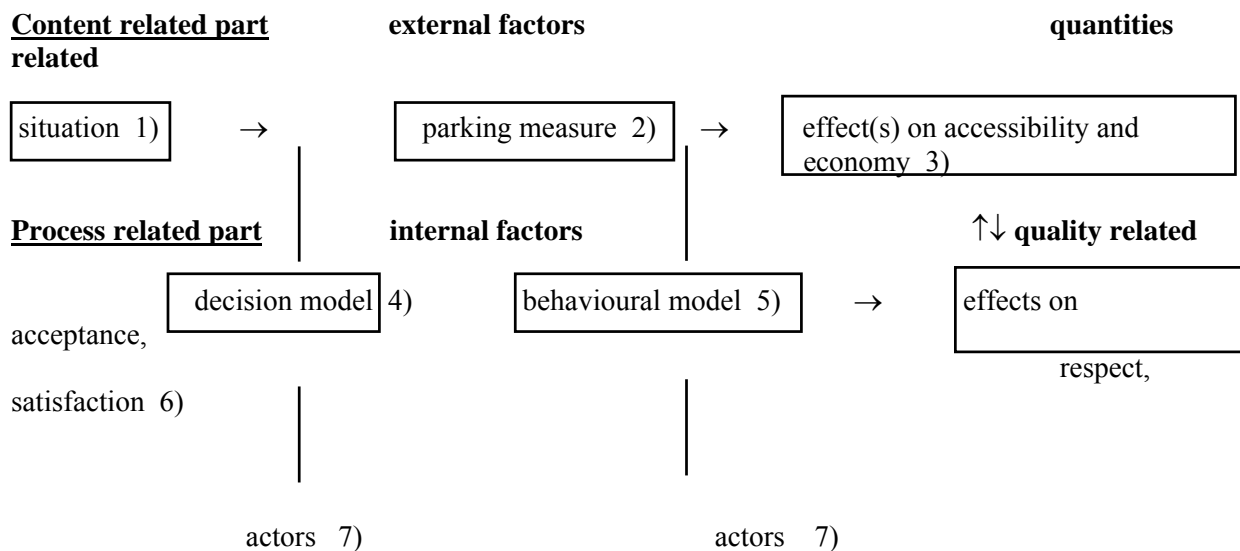 Content related part external factors quantities
related
situation 1) → parking measure 2) → effect(s) on accessibility and
economy 3)
Process related part internal factors ↑↓ quality related
decision model 4) behavioural model 5) → effects on
acceptance,
respect,
satisfaction 6)
actors 7) actors 7)